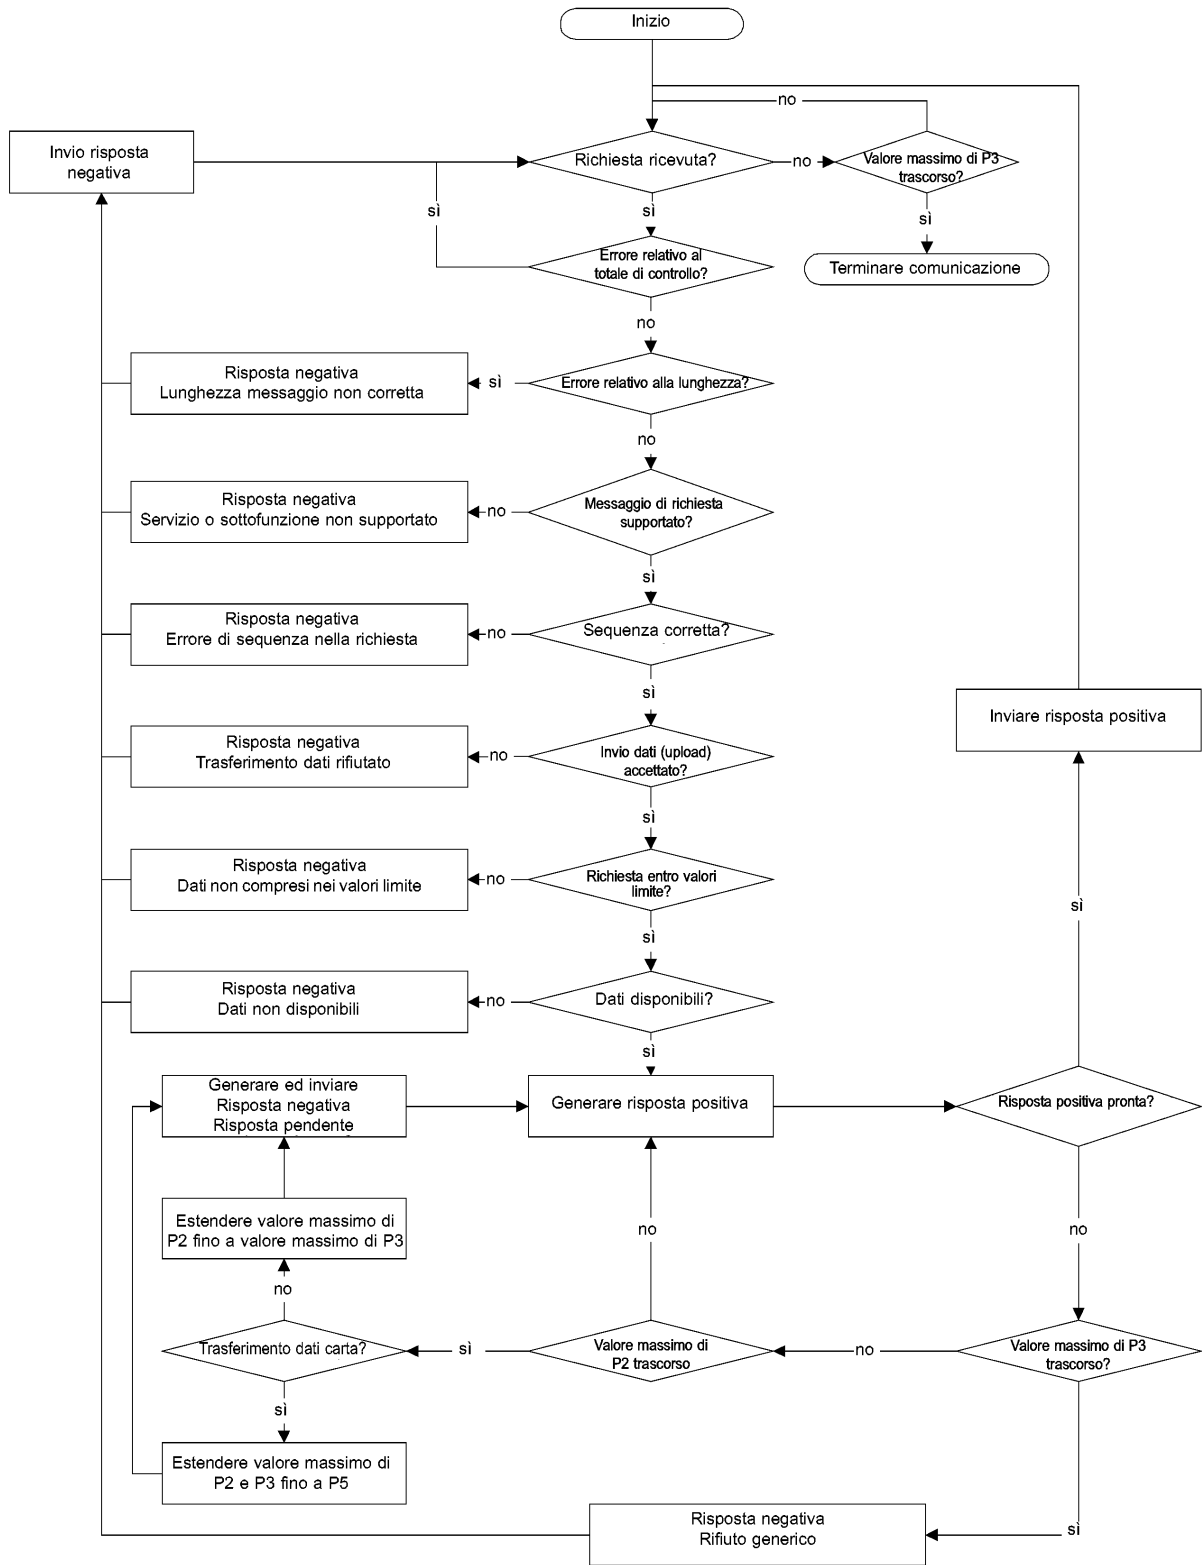 Inizio
no
Invio risposta
negativa
Richiesta ricevuta?
no
Valore massimo di P3
trascorso?
sì
sì
sì
Errore relativo al
totale di controllo?
Terminare comunicazione
no
Risposta negativa
Lunghezza messaggio non corretta
sì
Errore relativo alla lunghezza?
no
Risposta negativa
Servizio o sottofunzione non supportato
no
Messaggio di richiesta
supportato?
sì
Risposta negativa
Errore di sequenza nella richiesta
no
Sequenza corretta?
sì
Inviare risposta positiva
Risposta negativa
Trasferimento dati rifiutato
no
Invio dati (upload)
accettato?
sì
Risposta negativa
Dati non compresi nei valori limite
no
Richiesta entro valori
limite?
sì
sì
Risposta negativa
Dati non disponibili
no
Dati disponibili?
sì
Generare ed inviare
Risposta negativa
Risposta pendente
Generare risposta positiva
Risposta positiva pronta?
Estendere valore massimo di
P2 fino a valore massimo di P3
no
no
no
Trasferimento dati carta?
sì
Valore massimo di
P2 trascorso
no
Valore massimo di P3
trascorso?
sì
Estendere valore massimo di
P2 e P3 fino a P5
Risposta negativa
Rifiuto generico
sì